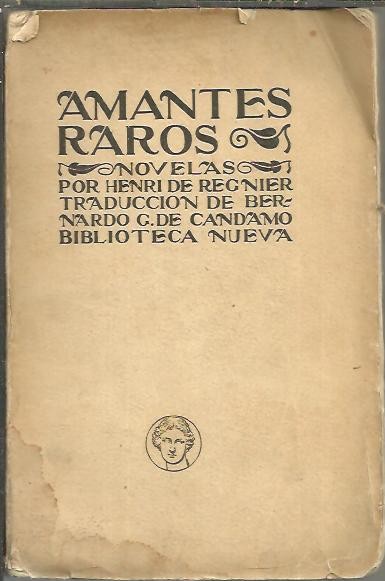 AMANTES
RAROS
NOVELAS
POR HENRI DE REGNIER
TRADUCCION DE BER-
NARDO G. DE CANDAMO
BIBLIOTECA NUEVA